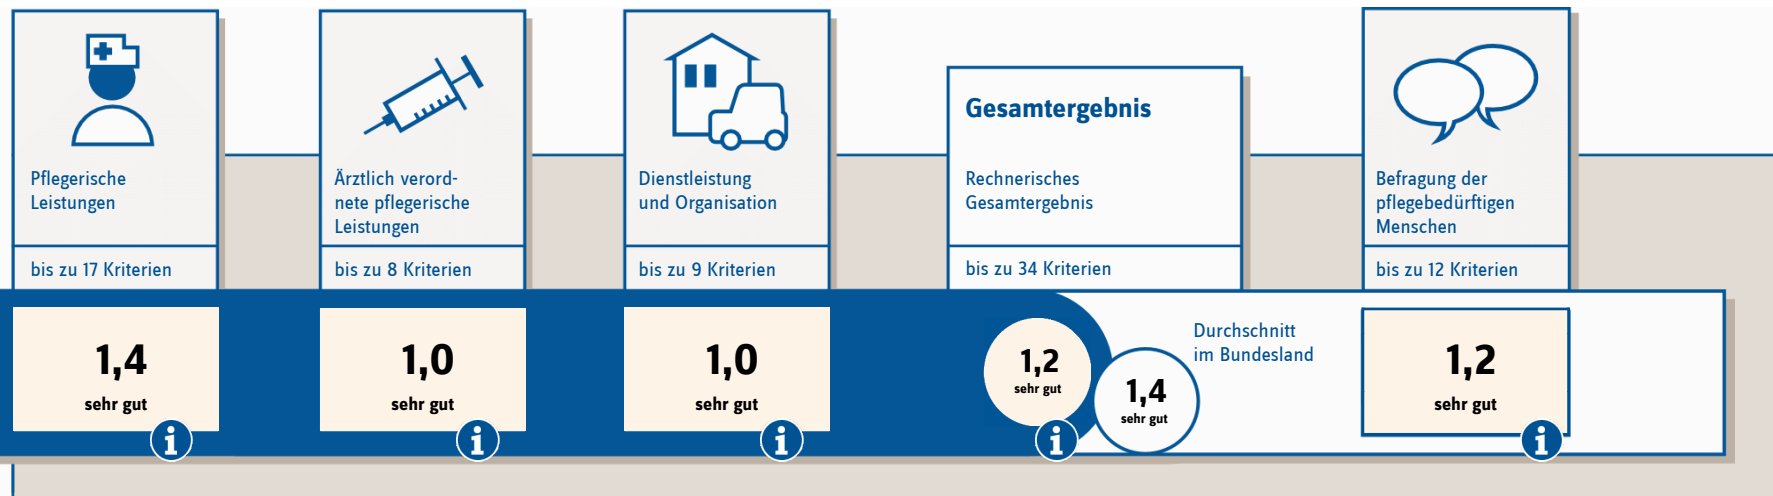 Pflegerische
Leistungen
bis zu 17 Kriterien
1,4
sehr gut
i
Ärztlich verord-
nete pflegerische
Leistungen
bis zu 8 Kriterien
1,0
sehr gut
i
Dienstleistung
und Organisation
bis zu 9 Kriterien
1,0
sehr gut
i
Gesamtergebnis
Rechnerisches
Gesamtergebnis
bis zu 34 Kriterien
1,2
sehr gut
i
1,4
sehr gut
Durchschnitt
im Bundesland
Befragung der
pflegebedürftigen
Menschen
bis zu 12 Kriterien
1,2
sehr gut
i